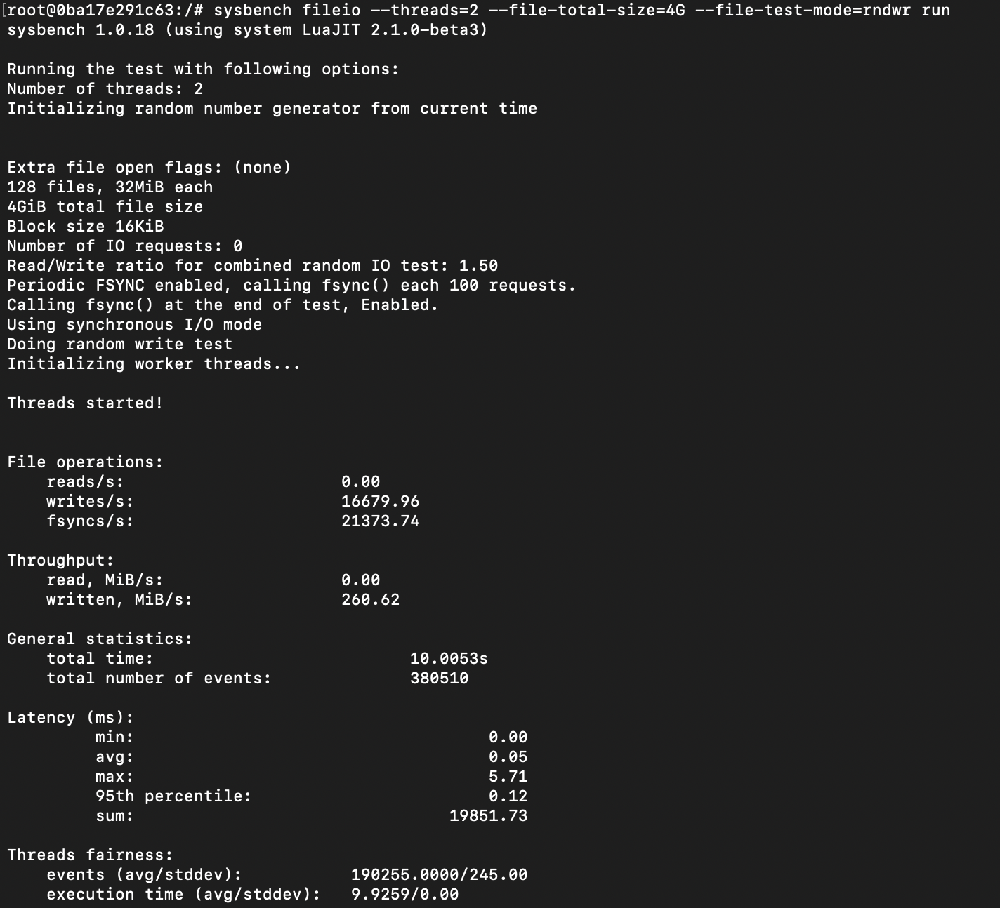 [root@0ba17e291c63:/# sysbench fileio --threads=2 --file-total-size=4G --file-test-mode=rndwr run
sysbench 1.0.18 (using system LuaJIT 2.1.0-beta3)
Running the test with following options:
Number of threads: 2
Initializing random number generator from current time
Extra file open flags: (none)
128 files, 32MiB each
4GiB total file size
Block size 16KiB
Number of IO requests: 0
Read/Write ratio for combined random IO test: 1.50
Periodic FSYNC enabled, calling fsync() each 100 requests.
Calling fsync() at the end of test, Enabled.
Using synchronous I/O mode
Doing random write test
Initializing worker threads...
Threads started!
File operations:
reads/s: 0.00
writes/s: 16679.96
fsyncs/s: 21373.74
Throughput:
read, MiB/s: 0.00
written, MiB/s: 260.62
General statistics:
total time: 10.0053s
total number of events: 380510
Latency (ms):
min: 0.00
avg: 0.05
max: 5.71
95th percentile: 0.12
sum: 19851.73
Threads fairness:
events (avg/stddev): 190255.0000/245.00
execution time (avg/stddev): 9.9259/0.00